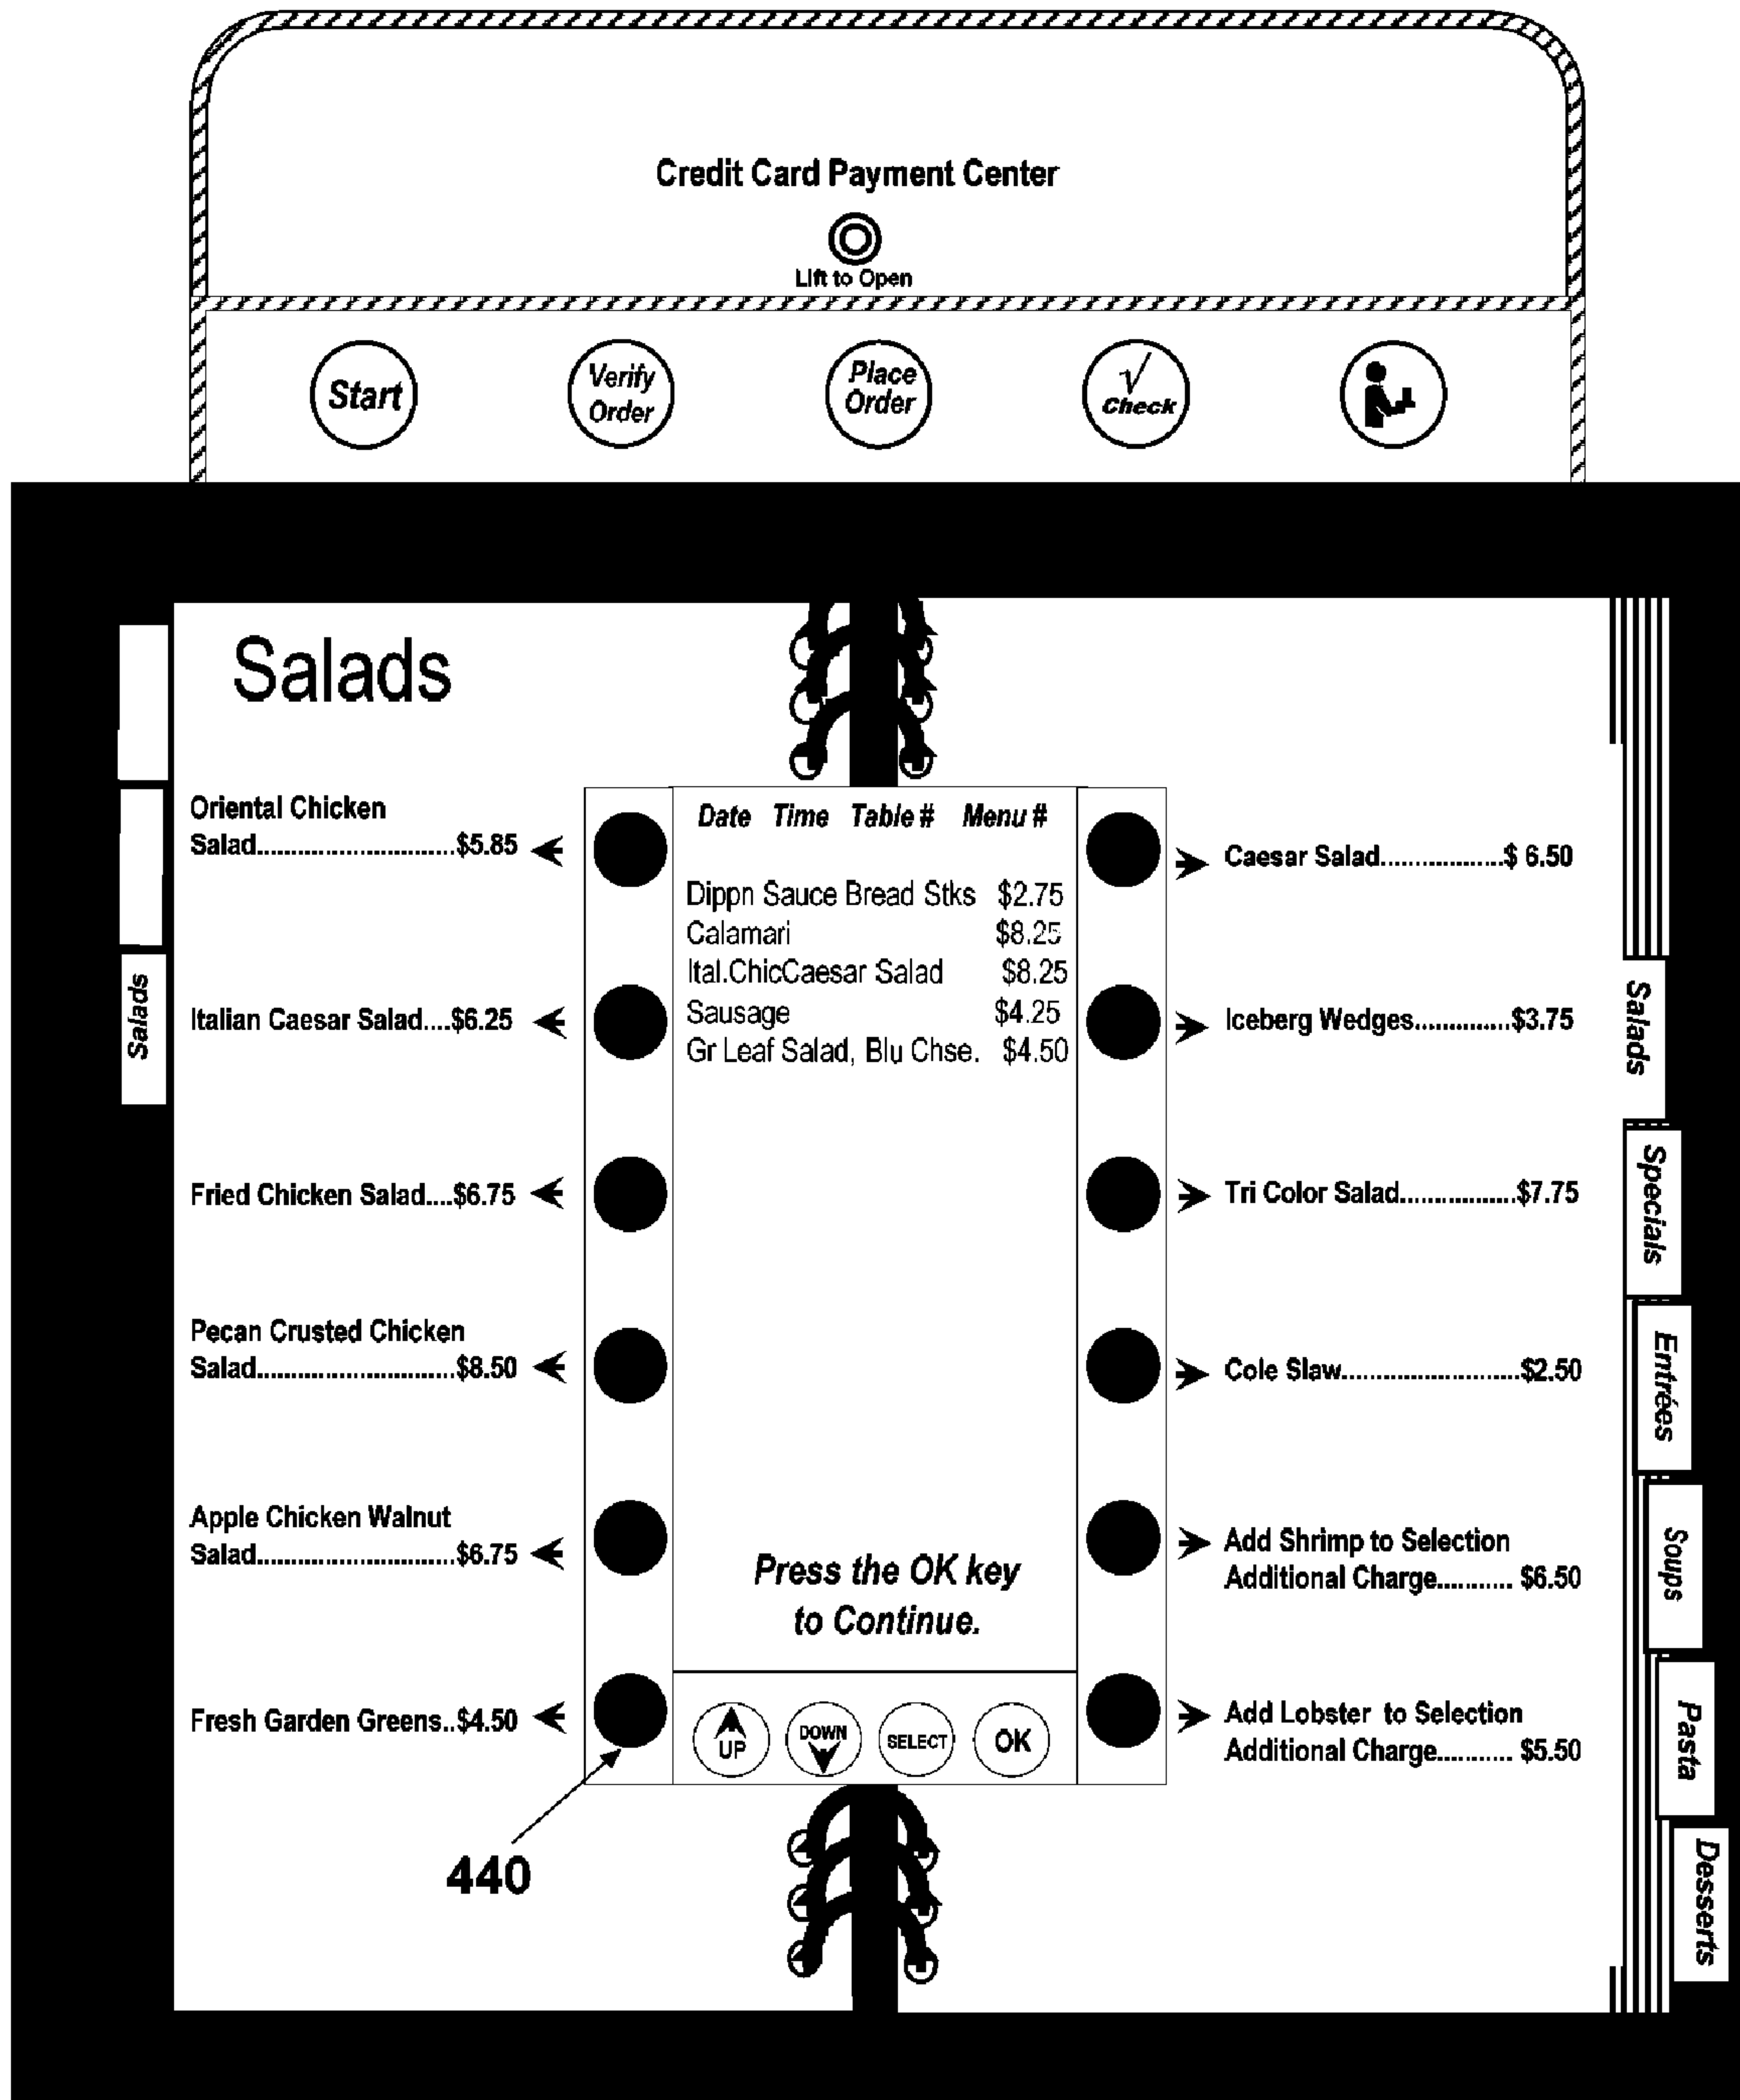 Credit Card Payment Center
Lift to Open
Start
Verify
Order
Place
Order
√
Check
Salads
Salads
Oriental Chicken
Salad.............................$5.85
Italian Caesar Salad....$6.25
Fried Chicken Salad....$6.75
Pecan Crusted Chicken
Salad.............................$8.50
Apple Chicken Walnut
Salad.............................$6.75
Fresh Garden Greens..$4.50
440
Date Time Table # Menu #
Dippn Sauce Bread Stks $2.75
Calamari $8.25
Ital.ChicCaesar Salad $8.25
Sausage $4.25
Gr Leaf Salad, Blu Chse. $4.50
Press the OK key
to Continue.
UP
DOWN
SELECT
OK
Caesar Salad..................$ 6.50
Iceberg Wedges..............$3.75
Tri Color Salad.................$7.75
Cole Slaw..........................$2.50
Add Shrimp to Selection
Additional Charge........... $6.50
Add Lobster to Selection
Additional Charge........... $5.50
Salads
Specials
Entrées
Soups
Pasta
Desserts